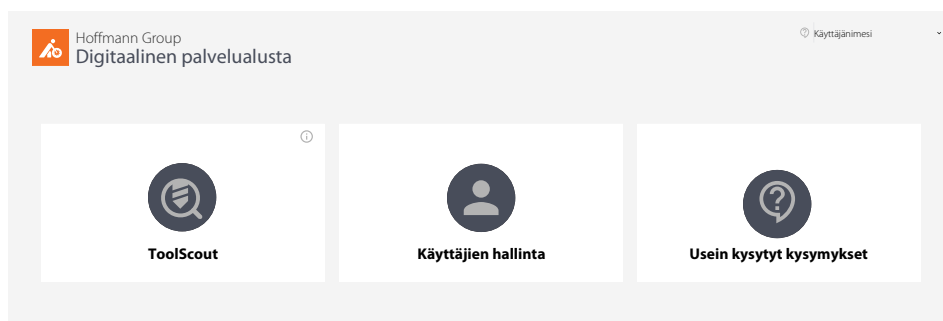 Hoffmann Group
Digitaalinen palvelualusta
Käyttäjänimesi
ToolScout
Käyttäjien hallinta
Usein kysytyt kysymykset